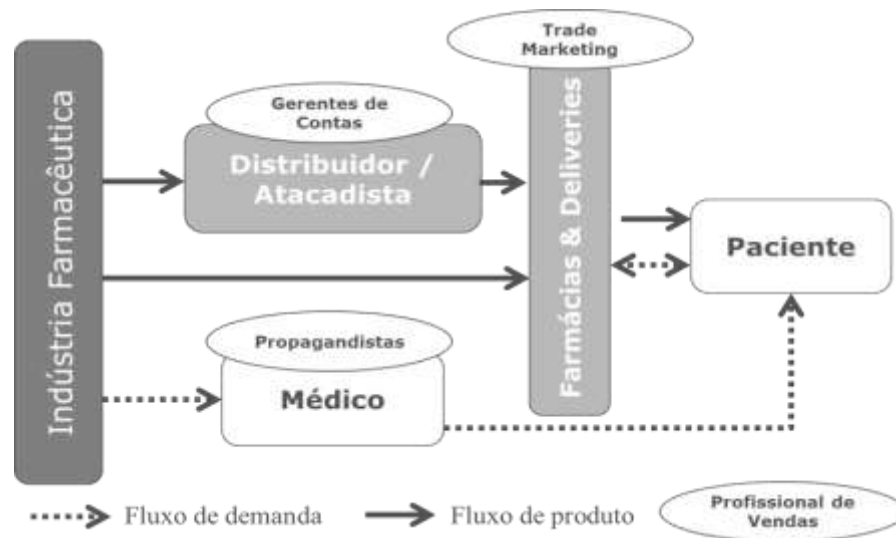 Trade
Marketing
Gerentes de
Contas
Indústria Farmacêutica
Distribuidor /
Atacadista
Farmácias & Deliveries
Paciente
Propagandistas
Médico
Fluxo de demanda
Fluxo de produto
Profissional de
Vendas